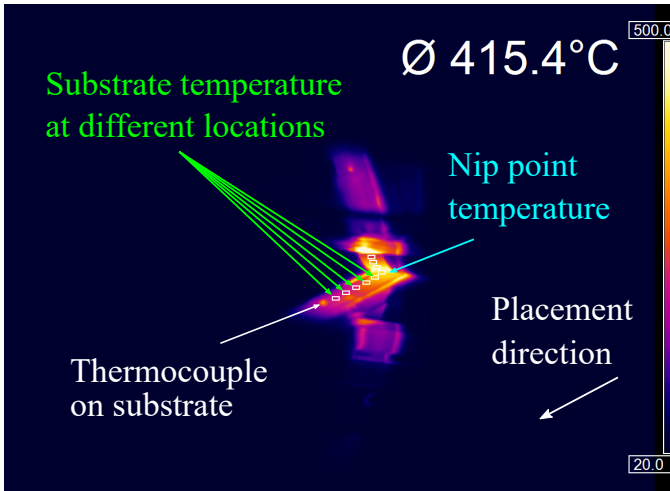 500.0
Ø 415.4°C
Substrate temperature
at different locations
Nip point
temperature
Placement
direction
Thermocouple
on substrate
20.0